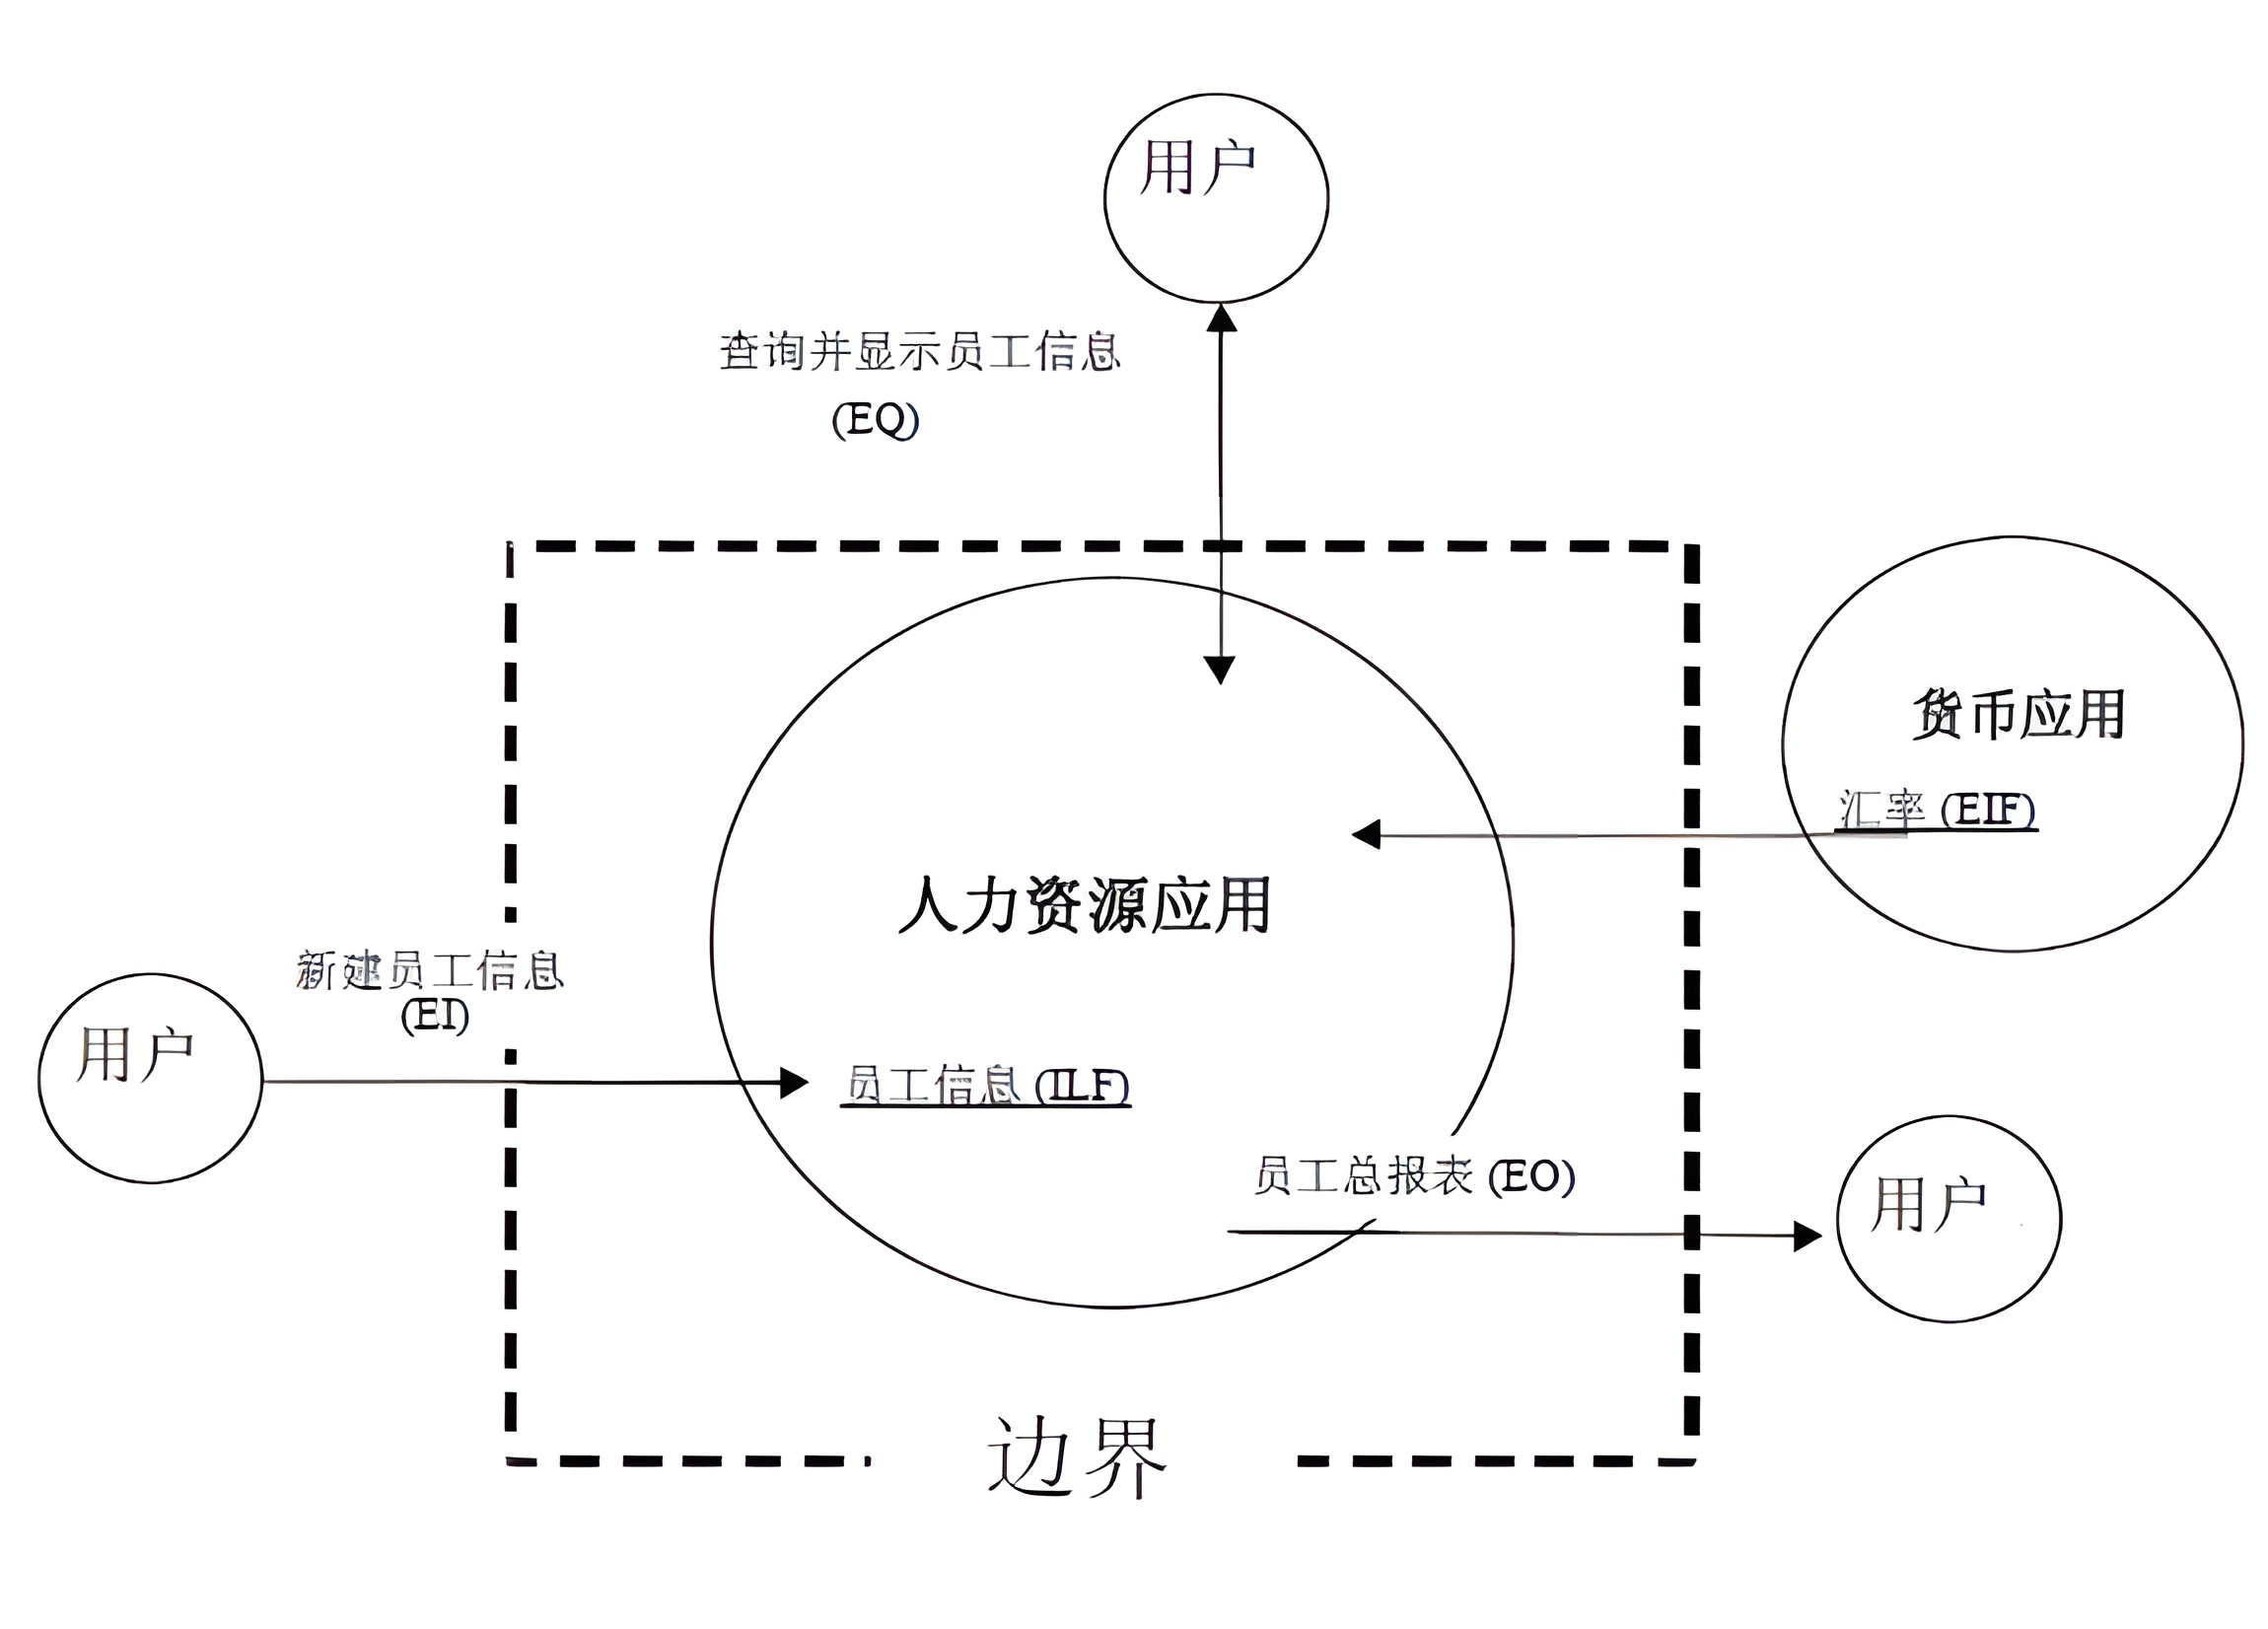 用户
查询并显示员工信息
(EQ)
货币应用
汇率 (EIF)
人力资源应用
新建员工信息
(EI)
用户
员工信息 (ILF)
员工总报表 (EO)
用户
边界